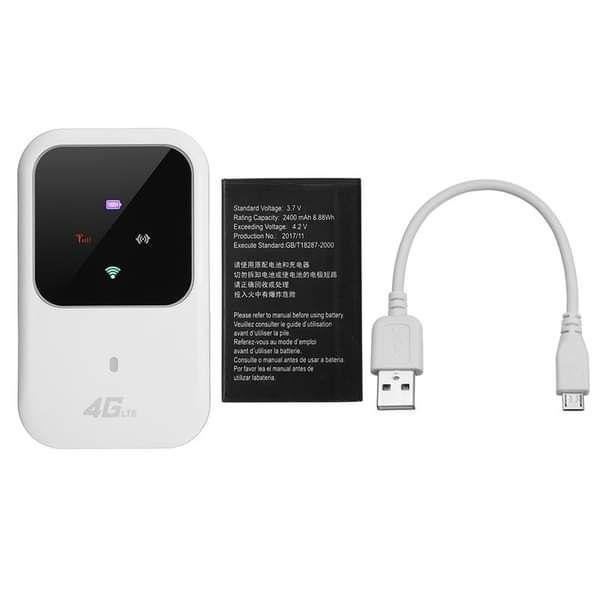 4G LTE
Standard Voltage: 3.7 V
Rating Capacity: 2400 mAh 8.88Wh
Exceeding Voltage: 4.2 V
Production No.: 2017/11
Execute Standard:GB/T18287-2000
请使用原配电池和充电器
切勿拆卸电池或使电池的电极短路
请正确回收电池
投入火中有爆炸危险
Please refer to manual before using battery.
Veuillez consulter le guide d´utilisation
avant d´utiliser la pile.
Referez-vous au mode d´emploi
avant d´utiliser la batterie.
Consulte o manual antes de usar a batario.
Por favor lea el manual antes de
utilizar labateria.